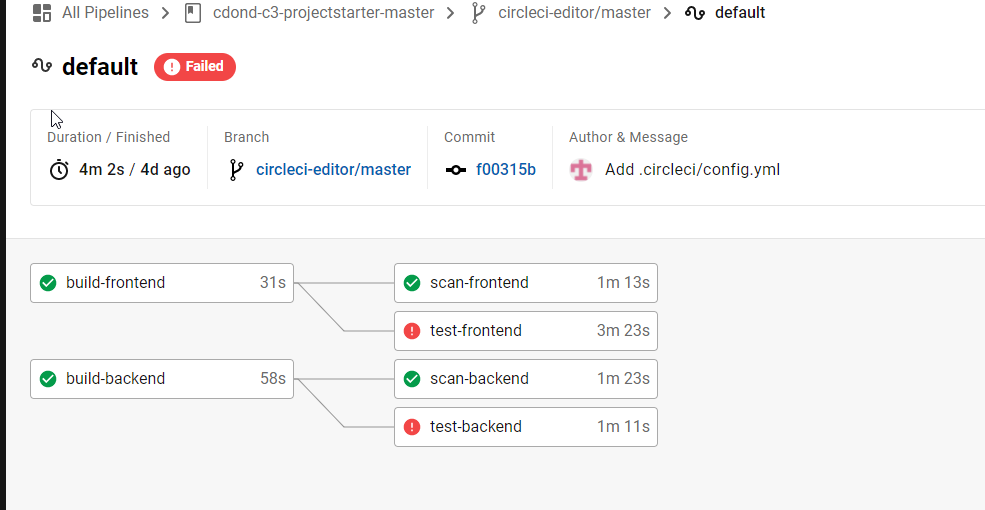 All Pipelines cdond-c3-projectstarter-master circleci-editor/master default
default Failed
Duration / Finished Branch Commit Author & Message
4m 2s / 4d ago circleci-editor/master f00315b Add .circleci/config.yml
build-frontend 31s scan-frontend 1m 13s
test-frontend 3m 23s
build-backend 58s scan-backend 1m 23s
test-backend 1m 11s